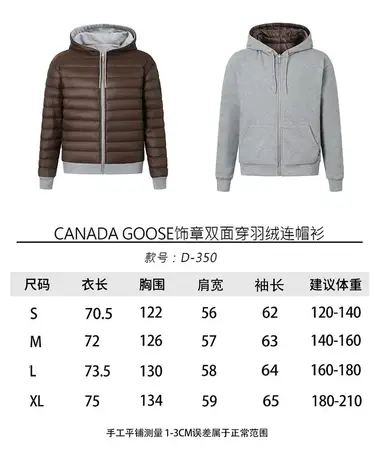 CANADA GOOSE饰章双面穿羽绒连帽衫
款号：D-350
尺码 衣长 胸围 肩宽 袖长 建议体重
S 70.5 122 56 62 120-140
M 72 126 57 63 140-160
L 73.5 130 58 64 160-180
XL 75 134 59 65 180-210
手工平铺测量 1-3CM误差属于正常范围